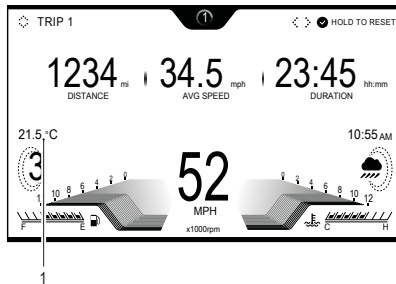 TRIP 1
1
HOLD TO RESET
1234 mi
34.5 mph
23:45 hh:mm
DISTANCE
AVG SPEED
DURATION
21.5 °C
10:55 AM
3
52
MPH
x1000rpm
10 8 6 4 2 0
0 2 4 6 8 10 12
F E
C H
1